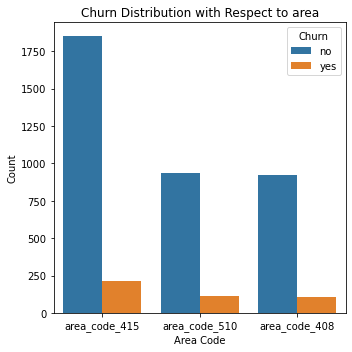 Churn Distribution with Respect to area
Churn
no
yes
1750
1500
1250
1000
750
500
250
0
Count
area_code_415 area_code_510 area_code_408
Area Code